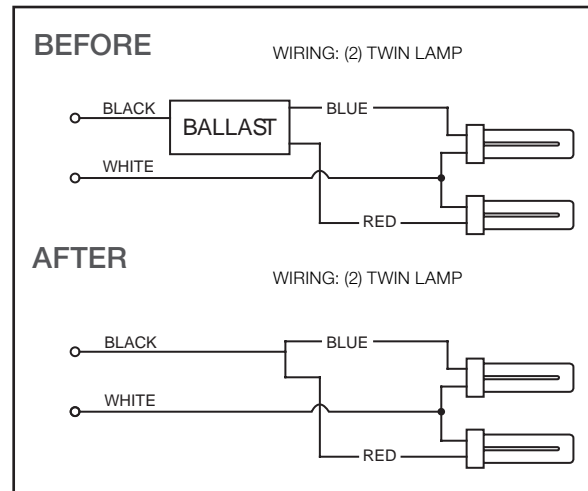 BEFORE
WIRING: (2) TWIN LAMP
BLACK
BALLAST
BLUE
WHITE
RED
AFTER
WIRING: (2) TWIN LAMP
BLACK
BLUE
WHITE
RED